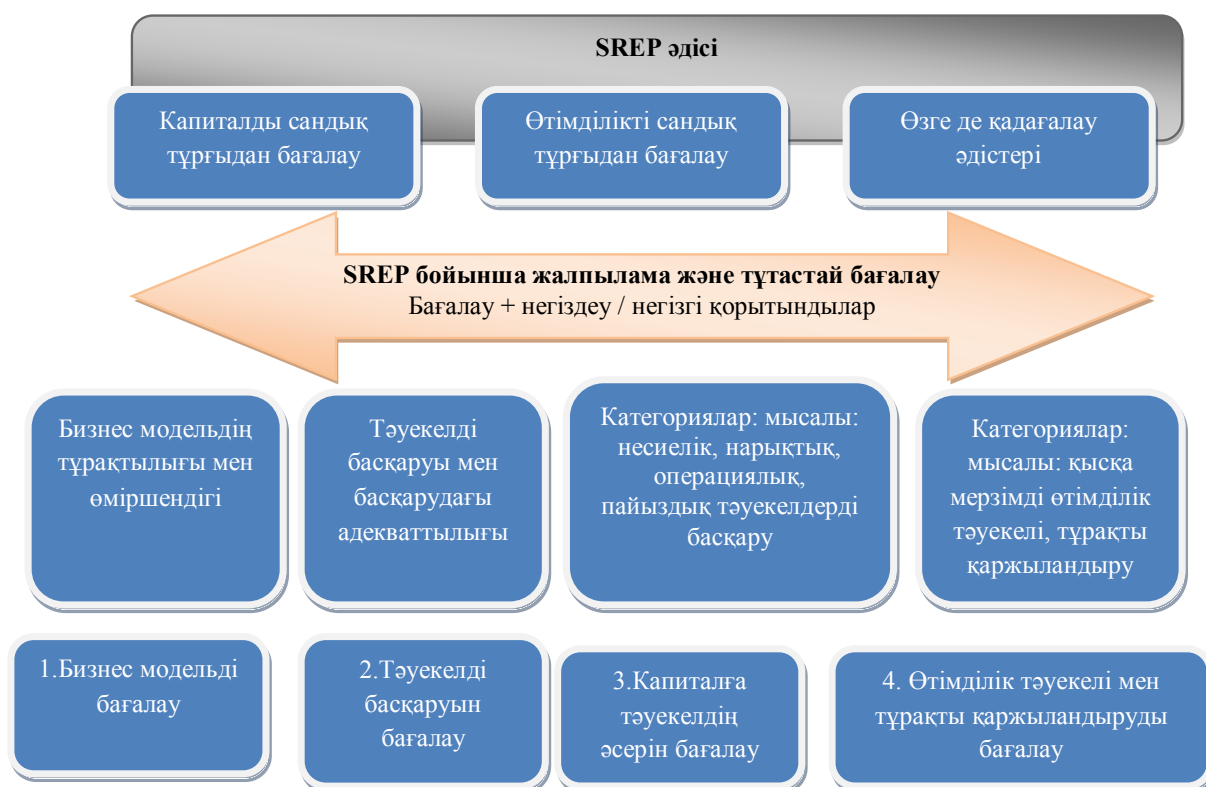 SREP әдісі
Капиталды сандық
тұрғыдан бағалау
Өтімділікті сандық
тұрғыдан бағалау
Өзге де қадағалау
әдістері
SREP бойынша жалпылама және тұтастай бағалау
Бағалау + негіздеу / негізгі қорытындылар
Бизнес модельдің
тұрақтылығы мен
өміршендігі
Тәуекелді
басқаруы мен
басқарудағы
адекваттылығы
Категориялар: мысалы:
несиелік, нарықтық,
операциялық,
пайыздық тәуекелдерді
басқару
Категориялар:
мысалы: қысқа
мерзімді өтімділік
тәуекелі, тұрақты
қаржыландыру
1.Бизнес модельді
бағалау
2.Тәуекелді
басқаруын
бағалау
3.Капиталға
тәуекелдің
әсерін бағалау
4. Өтімділік тәуекелі мен
тұрақты қаржыландыруды
бағалау